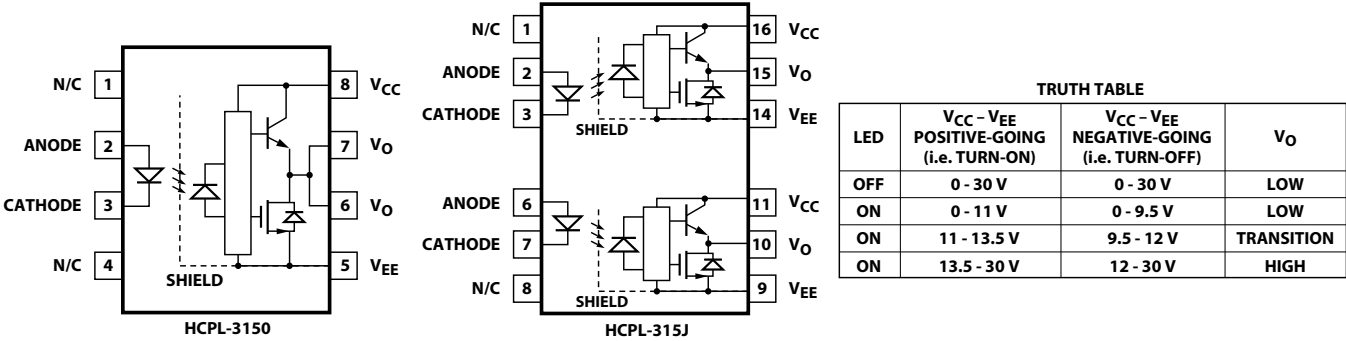 N/C 1
ANODE 2
CATHODE 3
N/C 4
8 VCC
7 VO
6 VO
5 VEE
SHIELD
HCPL-3150
N/C 1
ANODE 2
CATHODE 3
SHIELD
16 VCC
15 VO
14 VEE
ANODE 6
CATHODE 7
N/C 8
SHIELD
11 VCC
10 VO
9 VEE
HCPL-315J
TRUTH TABLE
LED VCC – VEE POSITIVE-GOING (i.e. TURN-ON) VCC – VEE NEGATIVE-GOING (i.e. TURN-OFF) VO
OFF 0 - 30 V 0 - 30 V LOW
ON 0 - 11 V 0 - 9.5 V LOW
ON 11 - 13.5 V 9.5 - 12 V TRANSITION
ON 13.5 - 30 V 12 - 30 V HIGH